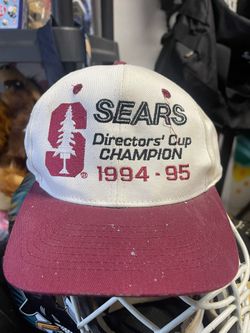 SEARS
Directors' Cup
CHAMPION
1994-95
®